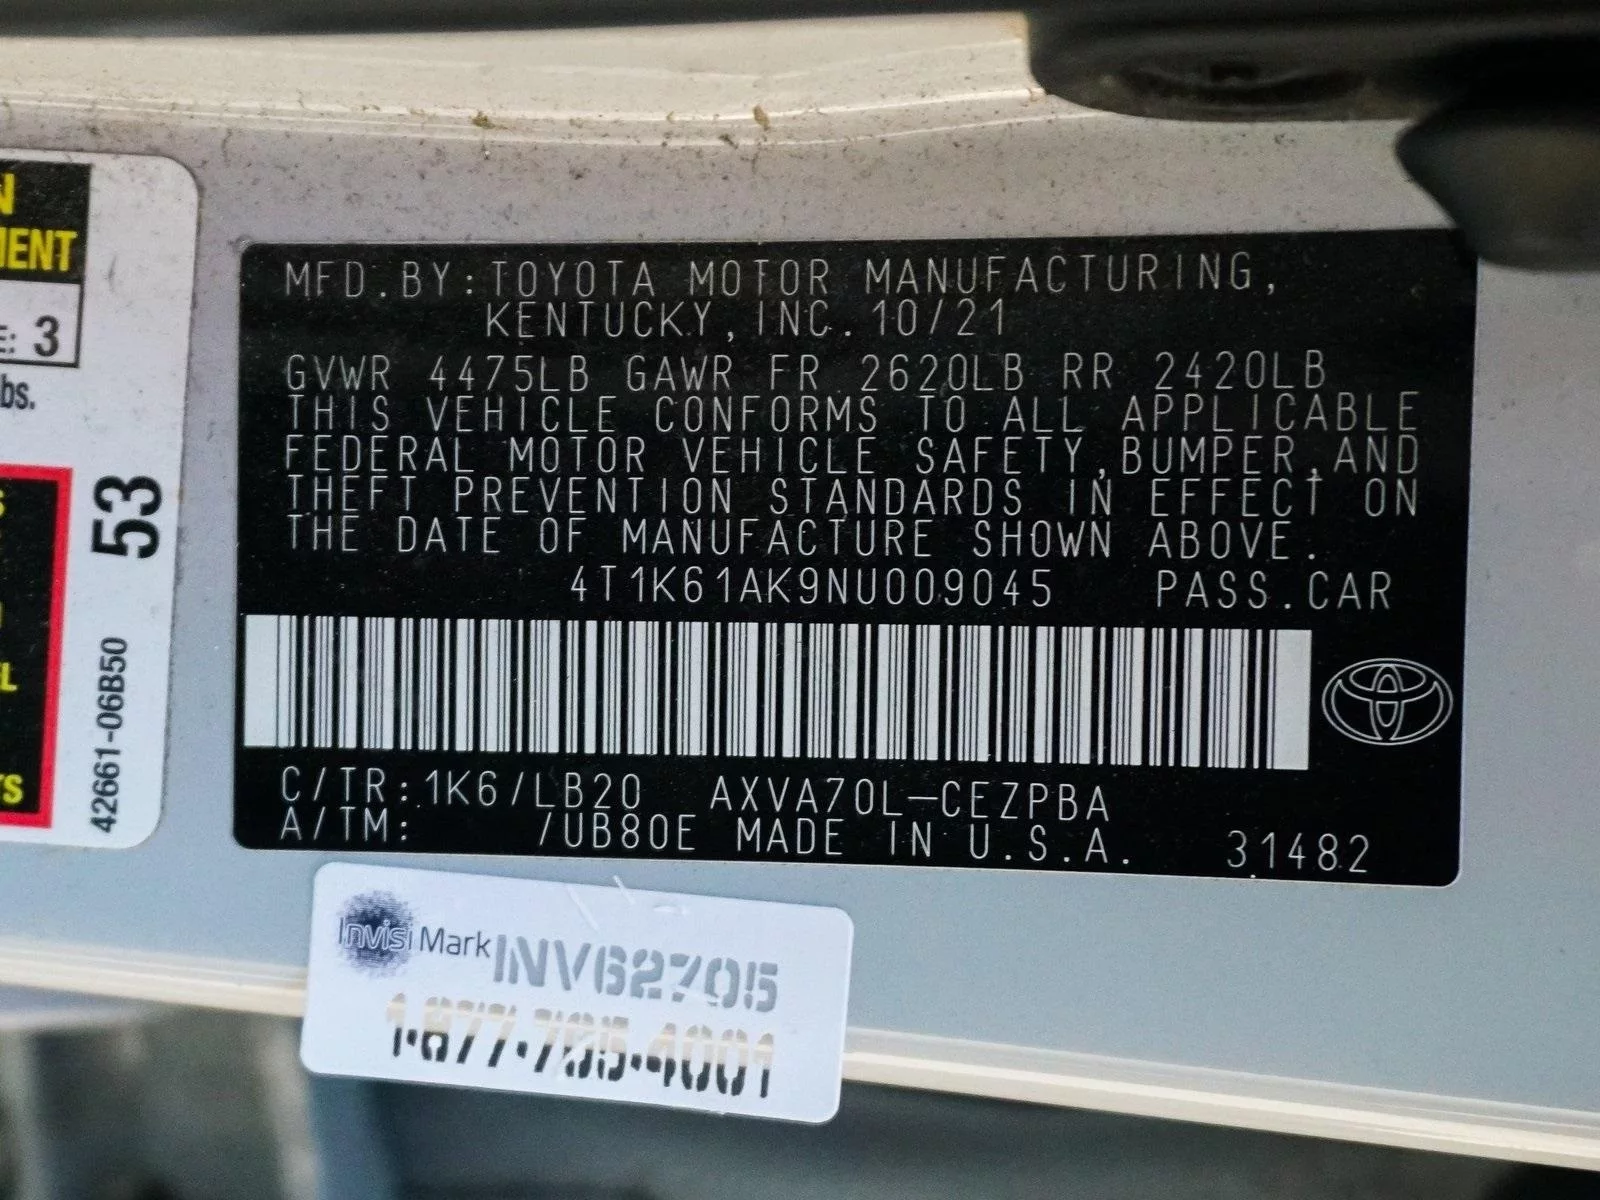 N
MENT
E: 3
bs.
53
S
L
TS
42661-06B50
MFD.BY:TOYOTA MOTOR MANUFACTURING,
KENTUCKY,INC.10/21
GVWR 4475LB GAWR FR 2620LB RR 2420LB
THIS VEHICLE CONFORMS TO ALL APPLICABLE
FEDERAL MOTOR VEHICLE SAFETY,BUMPER,AND
THEFT PREVENTION STANDARDS IN EFFECT ON
THE DATE OF MANUFACTURE SHOWN ABOVE.
4T1K61AK9NU009045 PASS.CAR
C/TR:1K6/LB20 AXVA70L-CEZPBA
A/TM: /UB80E MADE IN U.S.A. 31482
InvisiMark INV62705
1-877-785-4001